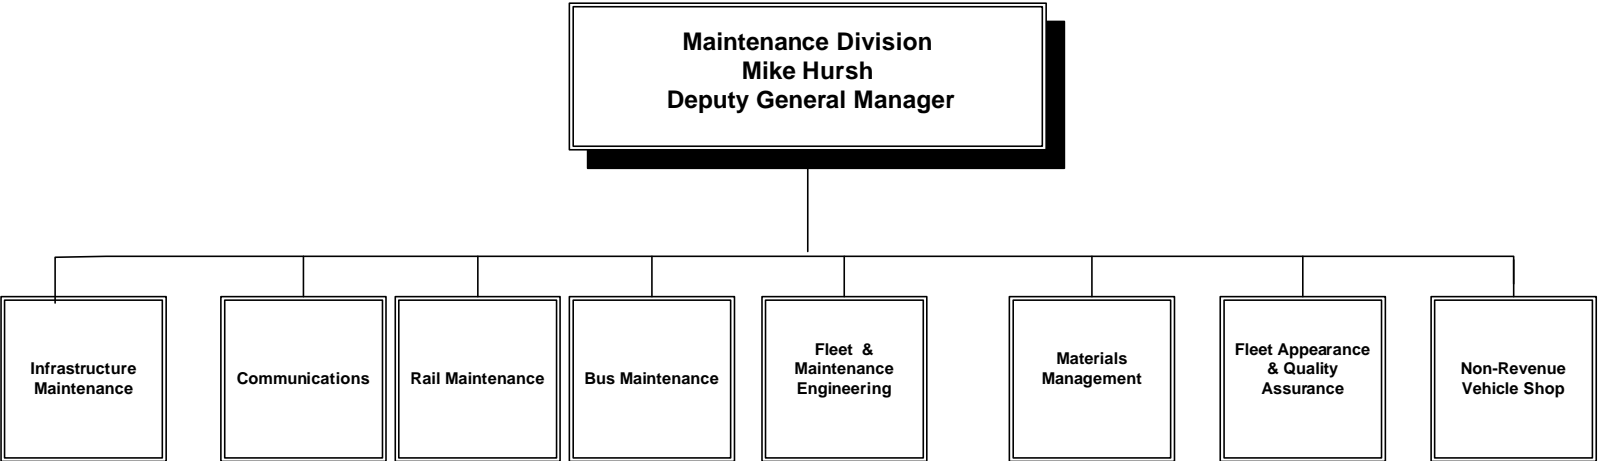 Maintenance Division
Mike Hursh
Deputy General Manager
Infrastructure
Maintenance
Communications
Rail Maintenance
Bus Maintenance
Fleet &
Maintenance
Engineering
Materials
Management
Fleet Appearance
& Quality
Assurance
Non-Revenue
Vehicle Shop